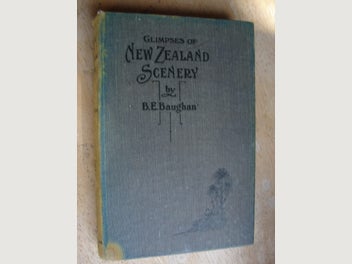 GLIMPSES OF
NEW ZEALAND
SCENERY
by
B.E.Baughan